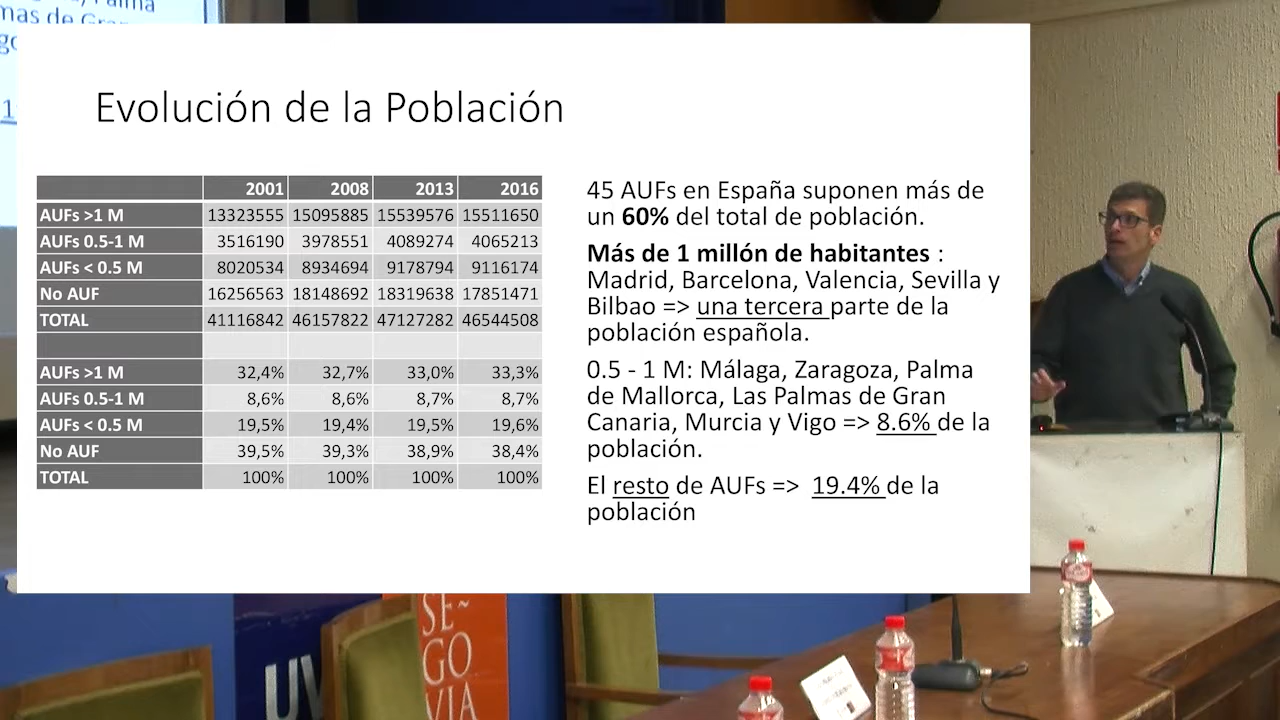 Palma
mas de Gran
Evolución de la Población
2001 2008 2013 2016
AUFs >1 M 13323555 15095885 15539576 15511650
AUFs 0.5-1 M 3516190 3978551 4089274 4065213
AUFs < 0.5 M 8020534 8934694 9178794 9116174
No AUF 16256563 18148692 18319638 17851471
TOTAL 41116842 46157822 47127282 46544508
AUFs >1 M 32,4% 32,7% 33,0% 33,3%
AUFs 0.5-1 M 8,6% 8,6% 8,7% 8,7%
AUFs < 0.5 M 19,5% 19,4% 19,5% 19,6%
No AUF 39,5% 39,3% 38,9% 38,4%
TOTAL 100% 100% 100% 100%
45 AUFs en España suponen más de
un 60% del total de población.
Más de 1 millón de habitantes :
Madrid, Barcelona, Valencia, Sevilla y
Bilbao => una tercera parte de la
población española.
0.5 - 1 M: Málaga, Zaragoza, Palma
de Mallorca, Las Palmas de Gran
Canaria, Murcia y Vigo => 8.6% de la
población.
El resto de AUFs => 19.4% de la
población
UV
SE~
GO
VIA